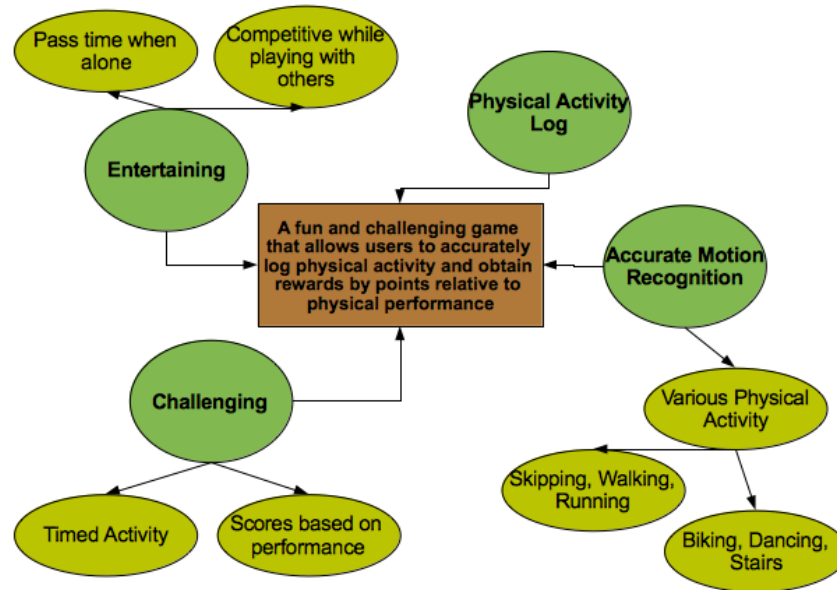 Pass time when
alone
Competitive while
playing with
others
Physical Activity
Log
Entertaining
A fun and challenging game
that allows users to accurately
log physical activity and obtain
rewards by points relative to
physical performance
Accurate Motion
Recognition
Challenging
Various Physical
Activity
Skipping, Walking,
Running
Timed Activity
Scores based on
performance
Biking, Dancing,
Stairs